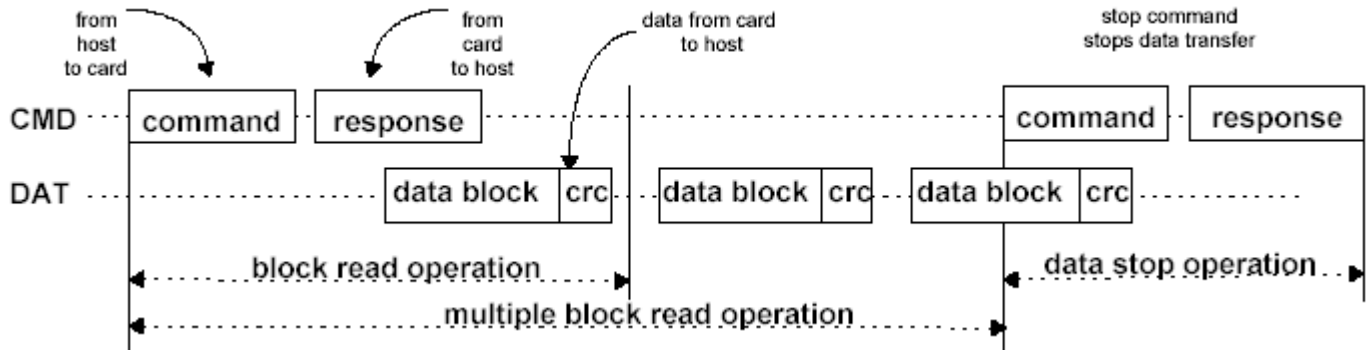 from
host
to card
from
card
to host
data from card
to host
stop command
stops data transfer
CMD command response command response
DAT data block crc data block crc data block crc
block read operation data stop operation
multiple block read operation